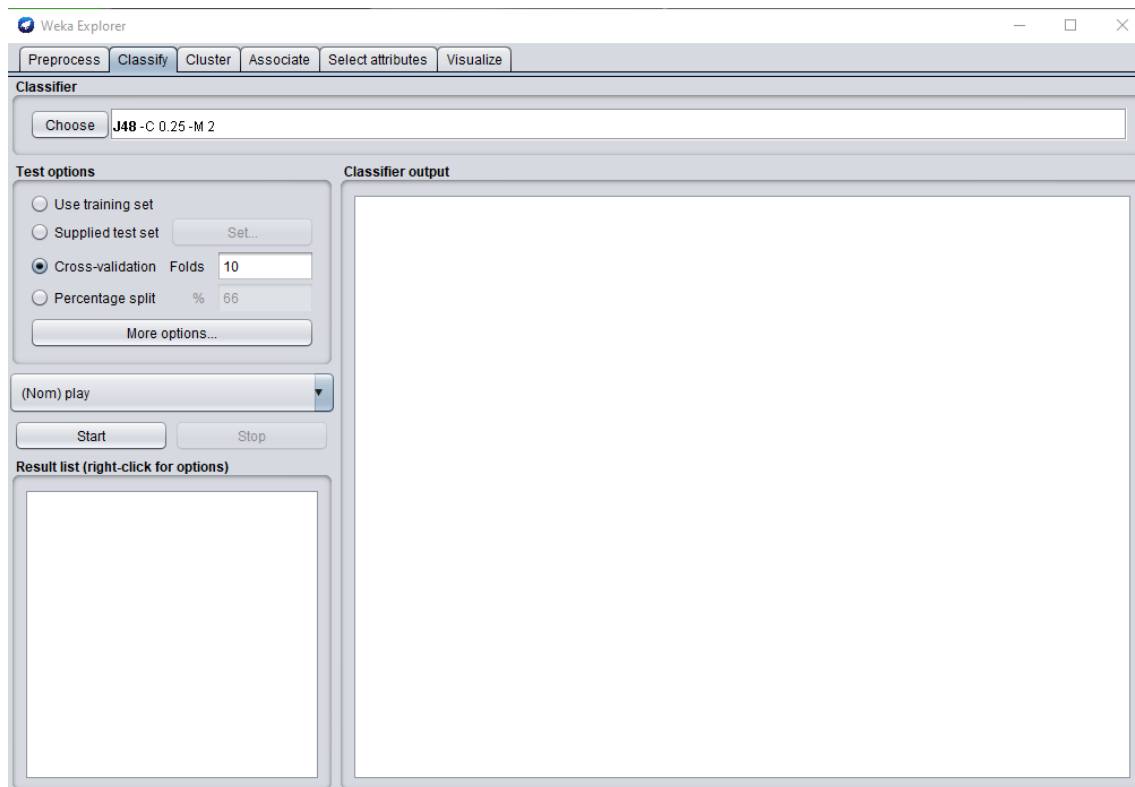 Weka Explorer
Preprocess Classify Cluster Associate Select attributes Visualize
Classifier
Choose J48 -C 0.25 -M 2
Test options
Use training set
Supplied test set Set...
Cross-validation Folds 10
Percentage split % 66
More options...
(Nom) play
Start Stop
Result list (right-click for options)
Classifier output